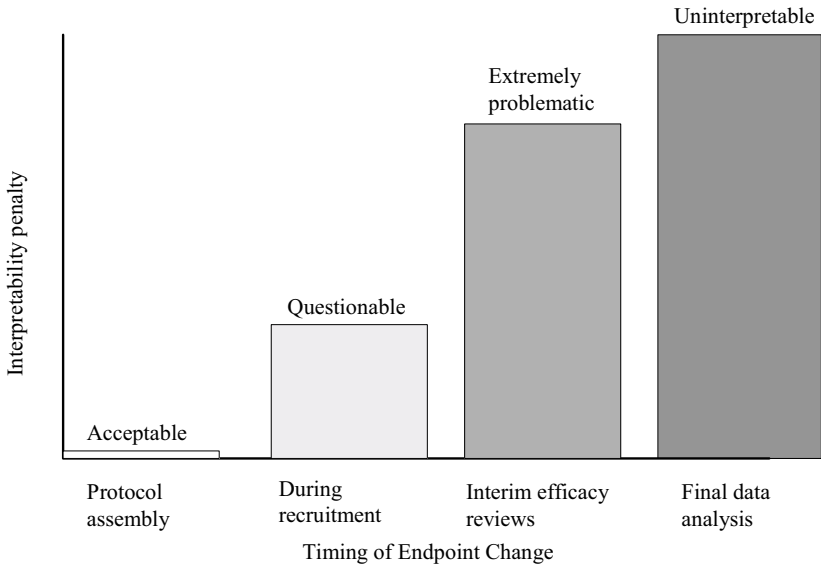 Uninterpretable
Extremely
problematic
Questionable
Acceptable
Interpretability penalty
Protocol
assembly
During
recruitment
Interim efficacy
reviews
Final data
analysis
Timing of Endpoint Change